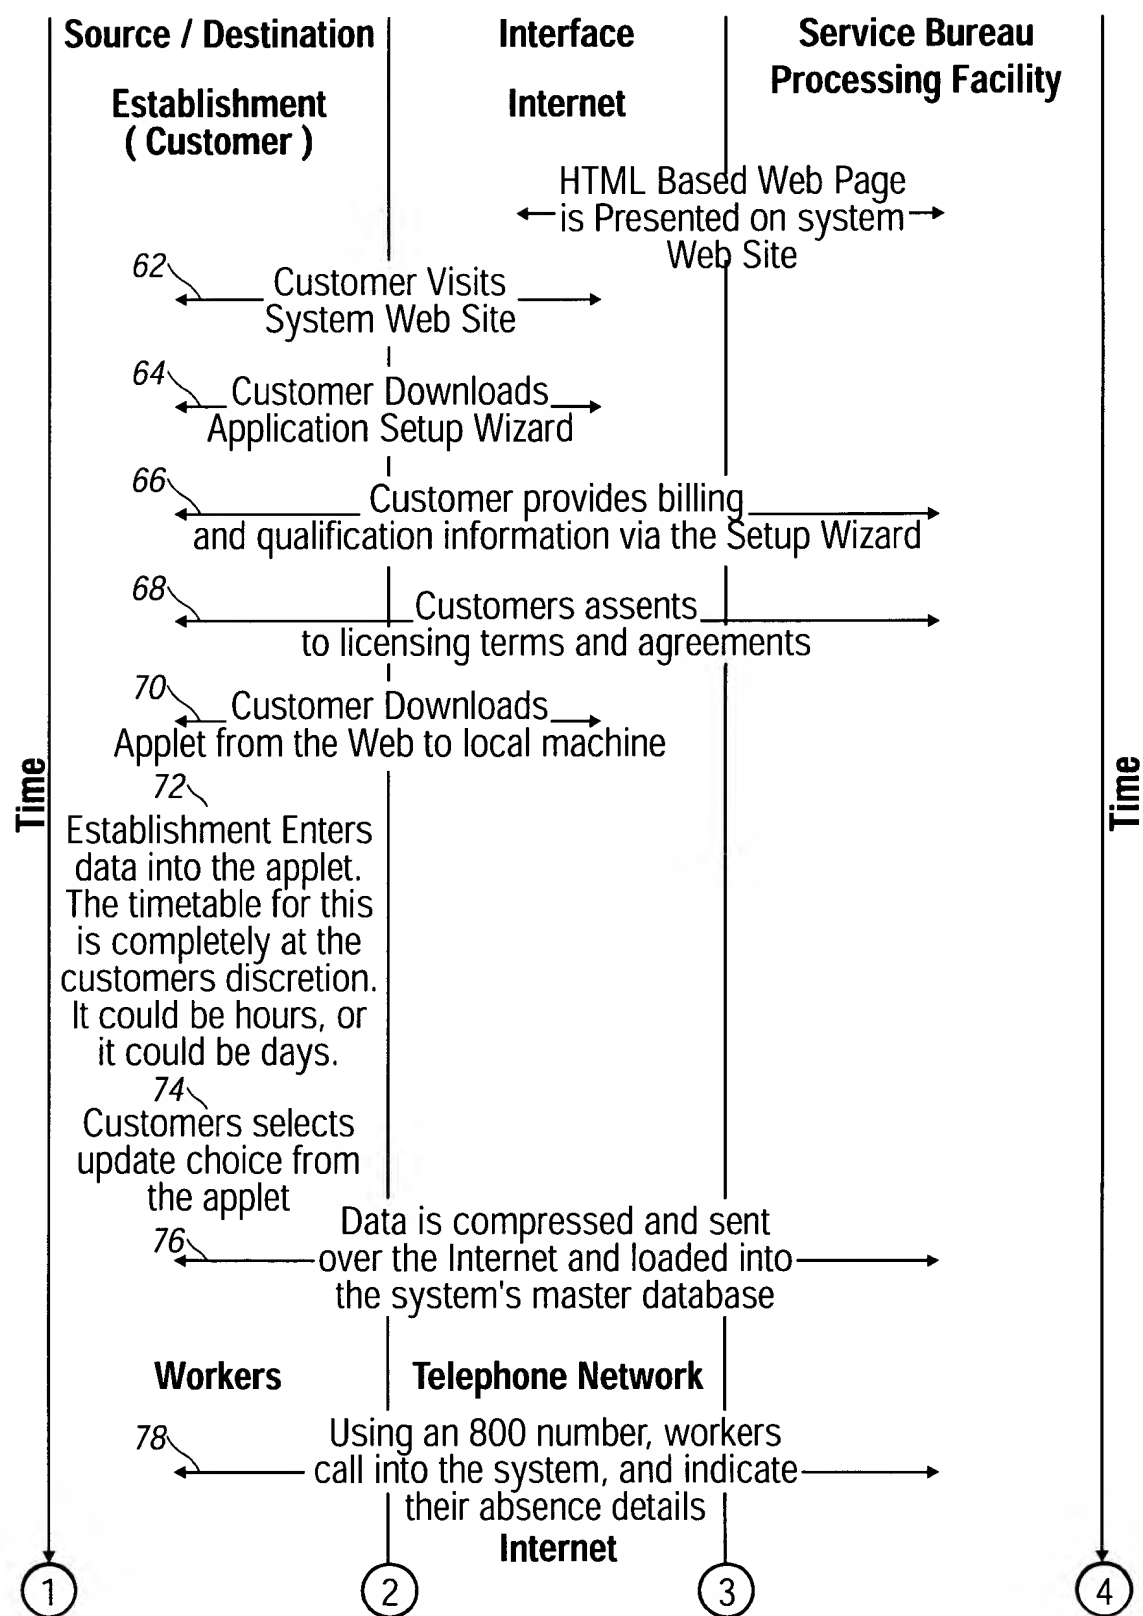 Source / Destination
Interface
Service Bureau
Processing Facility
Establishment
( Customer )
Internet
HTML Based Web Page
is Presented on system
Web Site
62
Customer Visits
System Web Site
64
Customer Downloads
Application Setup Wizard
66
Customer provides billing
and qualification information via the Setup Wizard
68
Customers assents
to licensing terms and agreements
70
Customer Downloads
Applet from the Web to local machine
Time
Time
72
Establishment Enters
data into the applet.
The timetable for this
is completely at the
customers discretion.
It could be hours, or
it could be days.
74
Customers selects
update choice from
the applet
76
Data is compressed and sent
over the Internet and loaded into
the system's master database
Workers
Telephone Network
78
Using an 800 number, workers
call into the system, and indicate
their absence details
Internet
1
2
3
4